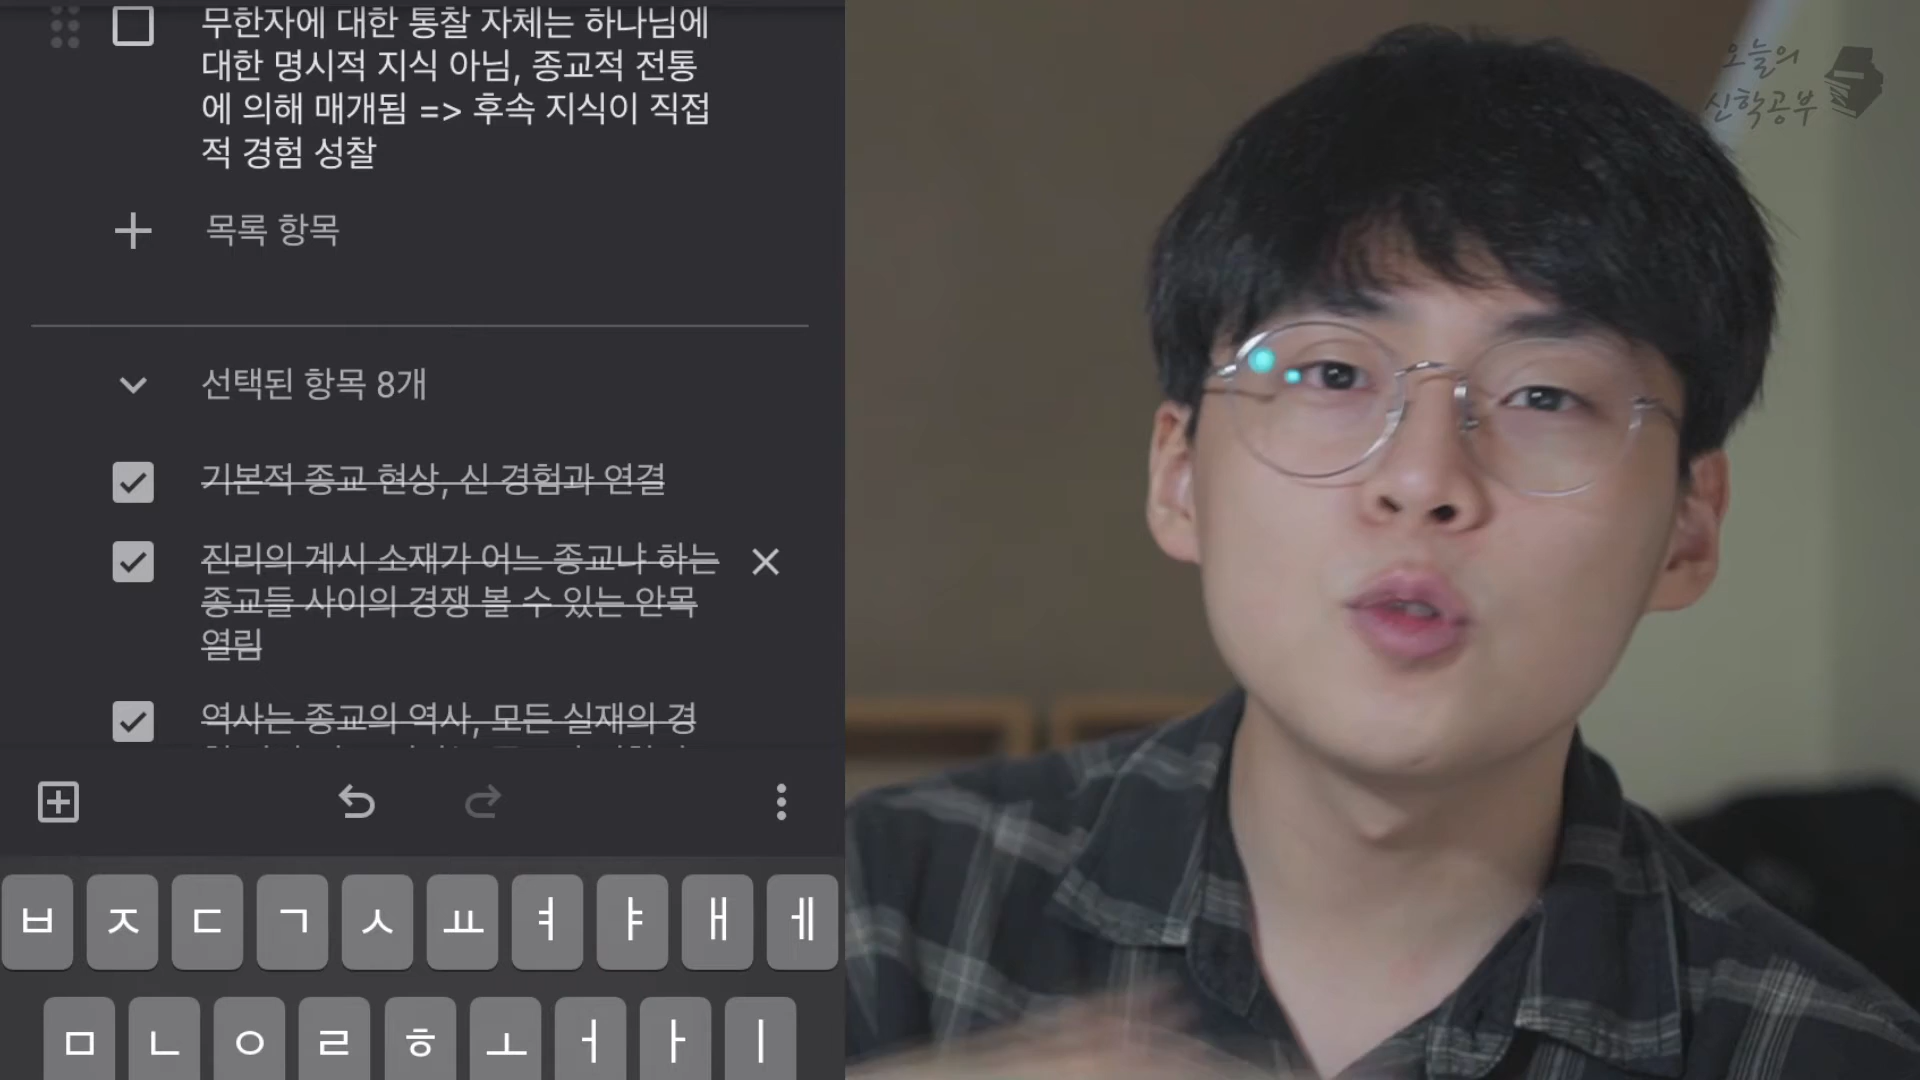 무한자에 대한 통찰 자체는 하나님에
대한 명시적 지식 아님, 종교적 전통
에 의해 매개됨 => 후속 지식이 직접
적 경험 성찰
목록 항목
선택된 항목 8개
기본적 종교 현상, 신 경험과 연결
진리의 계시 소재가 어느 종교냐 하는
종교들 사이의 경쟁 볼 수 있는 안목
열림
역사는 종교의 역사, 모든 실재의 경
ㅂ ㅈ ㄷ ㄱ ㅅ ㅛ ㅕ ㅑ ㅐ ㅔ
ㅁ ㄴ ㅇ ㄹ ㅎ ㅗ ㅓ ㅏ ㅣ
오늘의
신학공부